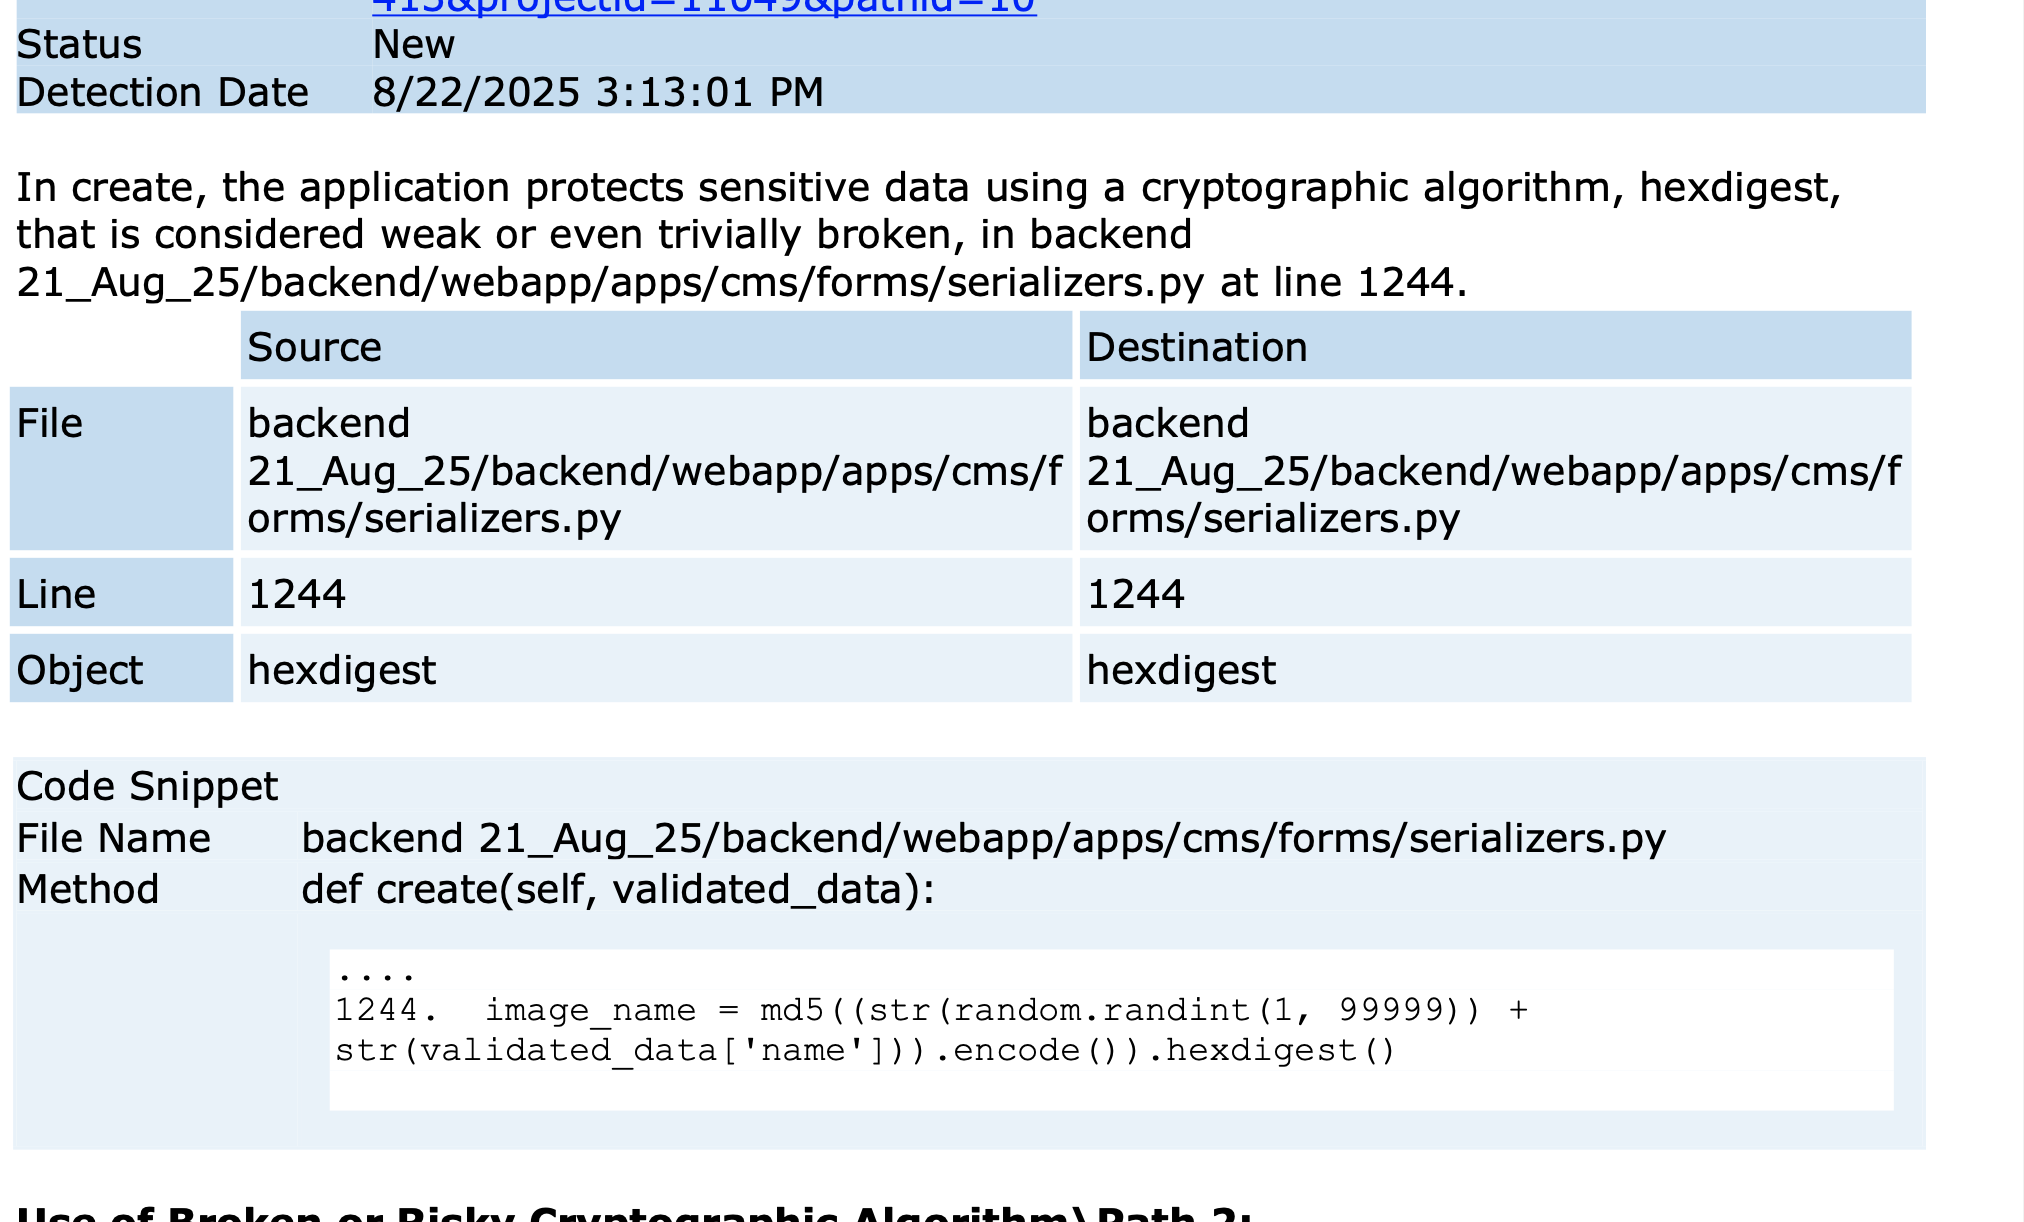 413&projectid=11049&pathid=10
Status New
Detection Date 8/22/2025 3:13:01 PM
In create, the application protects sensitive data using a cryptographic algorithm, hexdigest,
that is considered weak or even trivially broken, in backend
21_Aug_25/backend/webapp/apps/cms/forms/serializers.py at line 1244.
Source Destination
File backend backend
21_Aug_25/backend/webapp/apps/cms/f 21_Aug_25/backend/webapp/apps/cms/f
orms/serializers.py orms/serializers.py
Line 1244 1244
Object hexdigest hexdigest
Code Snippet
File Name backend 21_Aug_25/backend/webapp/apps/cms/forms/serializers.py
Method def create(self, validated_data):
....
1244. image_name = md5((str(random.randint(1, 99999)) +
str(validated_data['name'])).encode()).hexdigest()
Use of Broken or Risky Cryptographic Algorithm\Path 2: